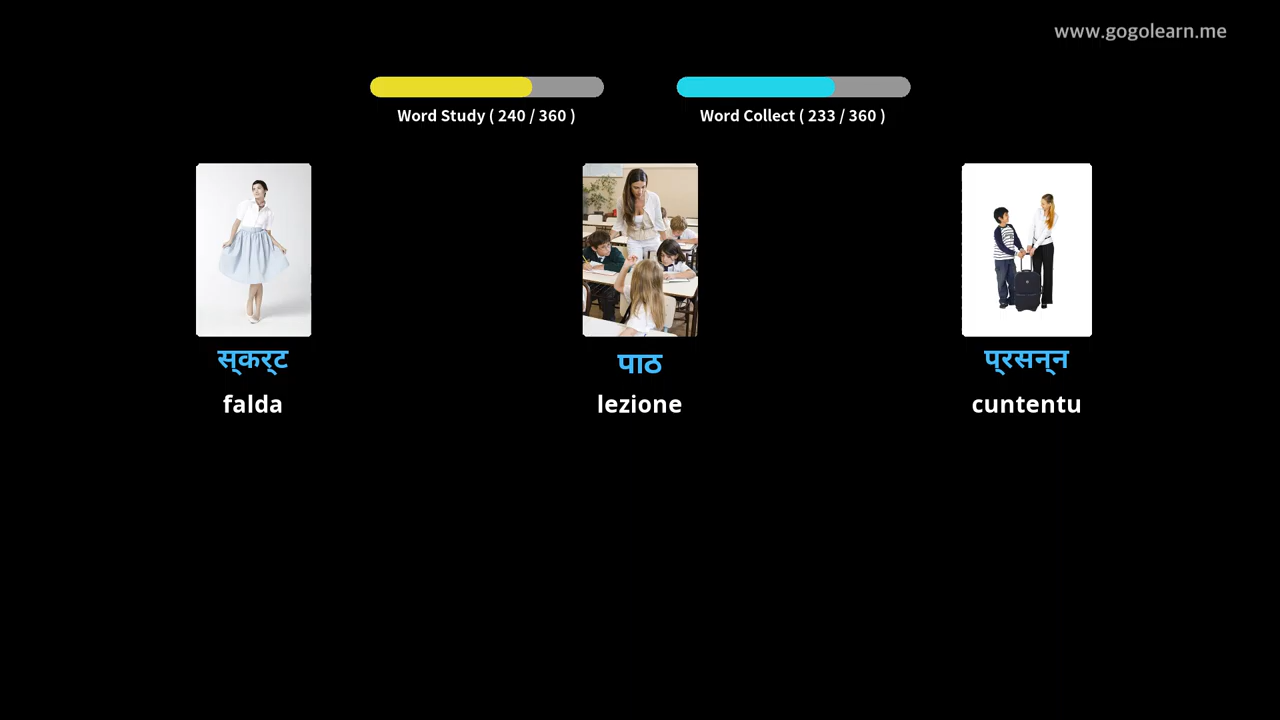 www.gogolearn.me
Word Study ( 240 / 360 )
Word Collect ( 233 / 360 )
स्कर्ट
पाठ
प्रसन्न
falda
lezione
cuntentu